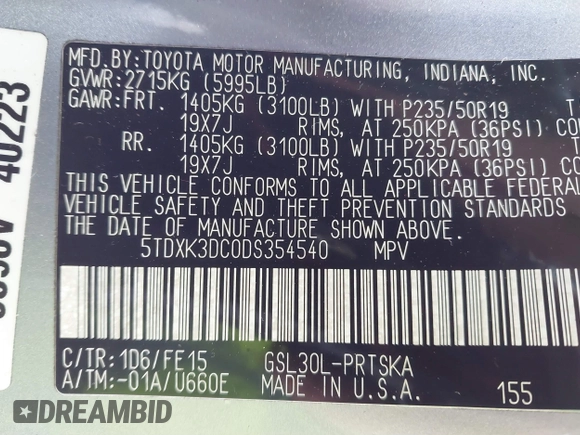 MFD.BY:TOYOTA MOTOR MANUFACTURING, INDIANA, INC.
GVWR:2715KG (5995LB)
GAWR:FRT. 1405KG (3100LB) WITH P235/50R19
19X7J RIMS, AT 250KPA (36PSI)
RR. 1405KG (3100LB) WITH P235/50R19
19X7J RIMS, AT 250KPA (36PSI)
THIS VEHICLE CONFORMS TO ALL APPLICABLE FEDERAL
VEHICLE SAFETY AND THEFT PREVENTION STANDARDS
THE DATE OF MANUFACTURE SHOWN ABOVE.
5TDXK3DC0DS354540 MPV
C/TR:1D6/FE15 GSL30L-PRTSKA
A/TM:-01A/U660E MADE IN U.S.A. 155
40223
DREAMBID